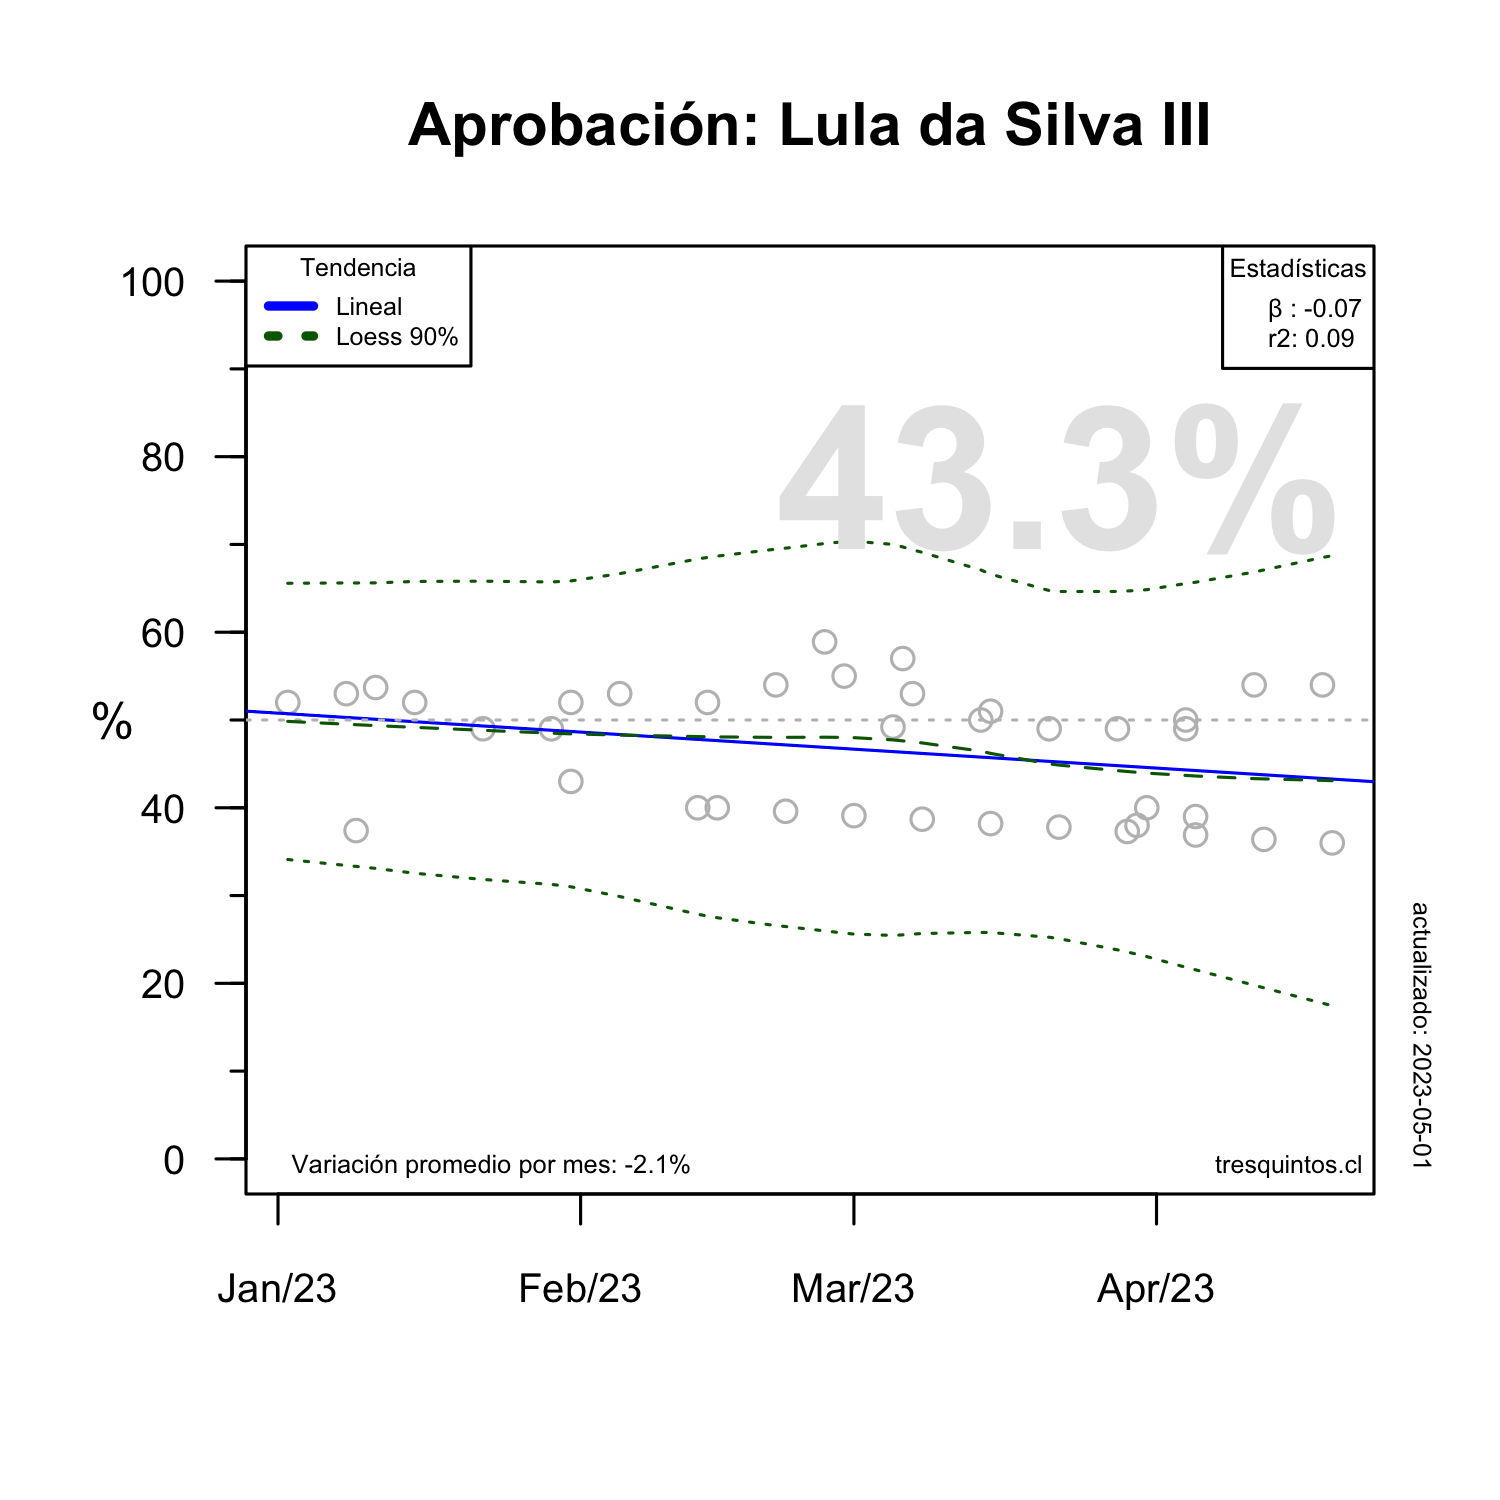 Aprobación: Lula da Silva III
Tendencia
Lineal
Loess 90%
Estadísticas
β : -0.07
r2: 0.09
43.3%
100
80
60
%
40
20
0
Variación promedio por mes: -2.1%
tresquintos.cl
actualizado: 2023-05-01
Jan/23
Feb/23
Mar/23
Apr/23